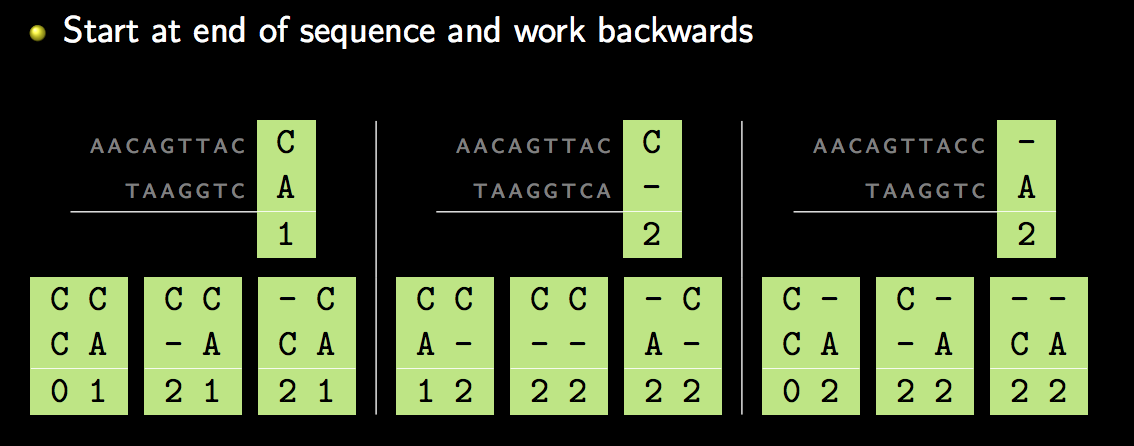 Start at end of sequence and work backwards
AACAGTTAC C AACAGTTAC C AACAGTTACC -
TAAGGTC A TAAGGTCA - TAAGGTC A
1 2 2
C C C C - C C C C C - C C - C - - -
C A - A C A A - - - A - C A - A C A
0 1 2 1 2 1 1 2 2 2 2 2 0 2 2 2 2 2